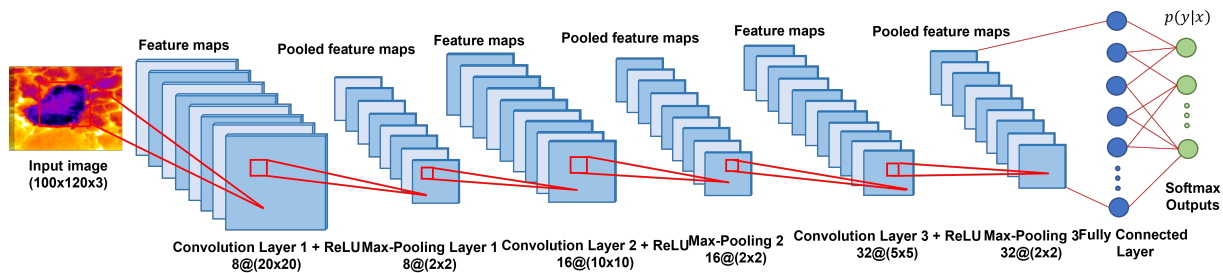 Feature maps
Pooled feature maps
Feature maps
Pooled feature maps
Feature maps
Pooled feature maps
p(y|x)
Input image
(100x120x3)
Softmax
Outputs
Convolution Layer 1 + ReLU
8@(20x20)
Max-Pooling Layer 1
8@(2x2)
Convolution Layer 2 + ReLU
16@(10x10)
Max-Pooling 2
16@(2x2)
Convolution Layer 3 + ReLU
32@(5x5)
Max-Pooling 3
32@(2x2)
Fully Connected
Layer